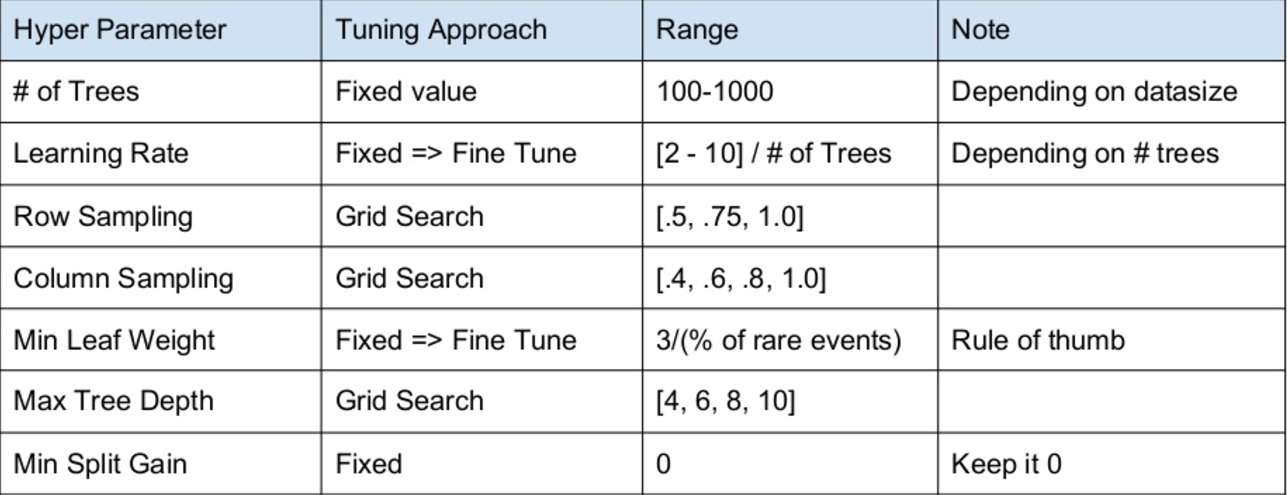 Hyper Parameter Tuning Approach Range Note
# of Trees Fixed value 100-1000 Depending on datasize
Learning Rate Fixed => Fine Tune [2 - 10] / # of Trees Depending on # trees
Row Sampling Grid Search [.5, .75, 1.0]
Column Sampling Grid Search [.4, .6, .8, 1.0]
Min Leaf Weight Fixed => Fine Tune 3/(% of rare events) Rule of thumb
Max Tree Depth Grid Search [4, 6, 8, 10]
Min Split Gain Fixed 0 Keep it 0